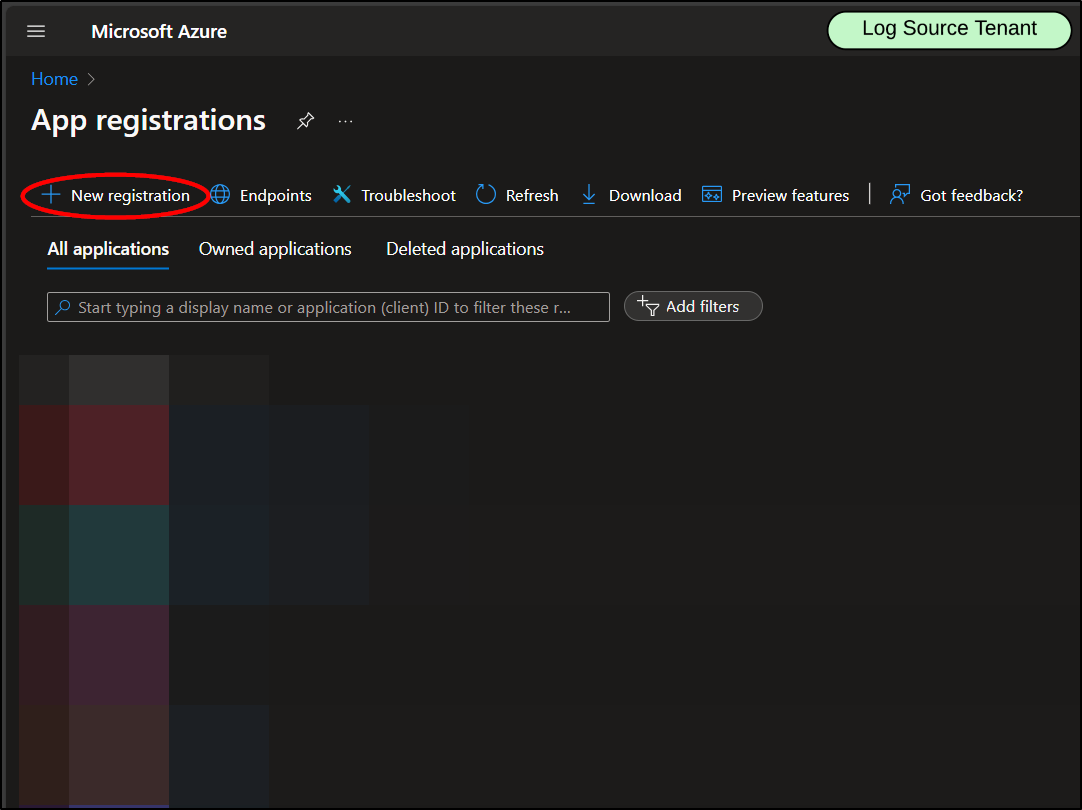 Microsoft Azure
Log Source Tenant
Home
App registrations
New registration Endpoints Troubleshoot Refresh Download Preview features Got feedback?
All applications Owned applications Deleted applications
Start typing a display name or application (client) ID to filter these r... Add filters